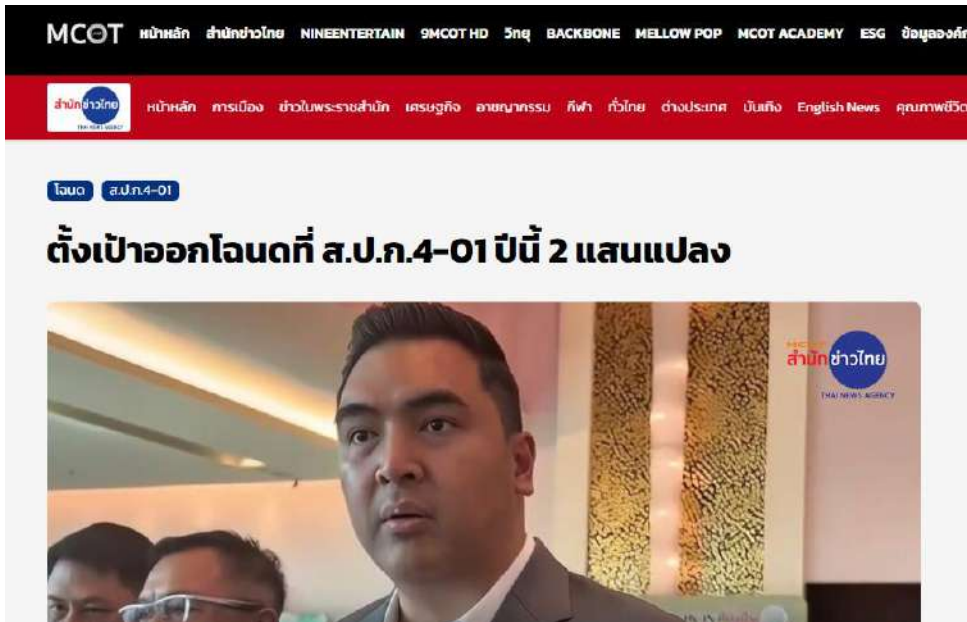 MCOT หน้าหลัก สำนักข่าวไทย NINEENTERTAIN 9MCOT HD วิทยุ BACKBONE MELLOW POP MCOT ACADEMY ESG ข้อมูลองค์ก
สำนักข่าวไทย
THAI NEWS AGENCY
หน้าหลัก การเมือง ข่าวในพระราชสำนัก เศรษฐกิจ อาชญากรรม กีฬา ทั่วไทย ต่างประเทศ บันเทิง English News คุณภาพชีวิต
โฉนด ส.ป.ก.4-01
ตั้งเป้าออกโฉนดที่ ส.ป.ก.4-01 ปีนี้ 2 แสนแปลง
MCOT
สำนักข่าวไทย
THAI NEWS AGENCY